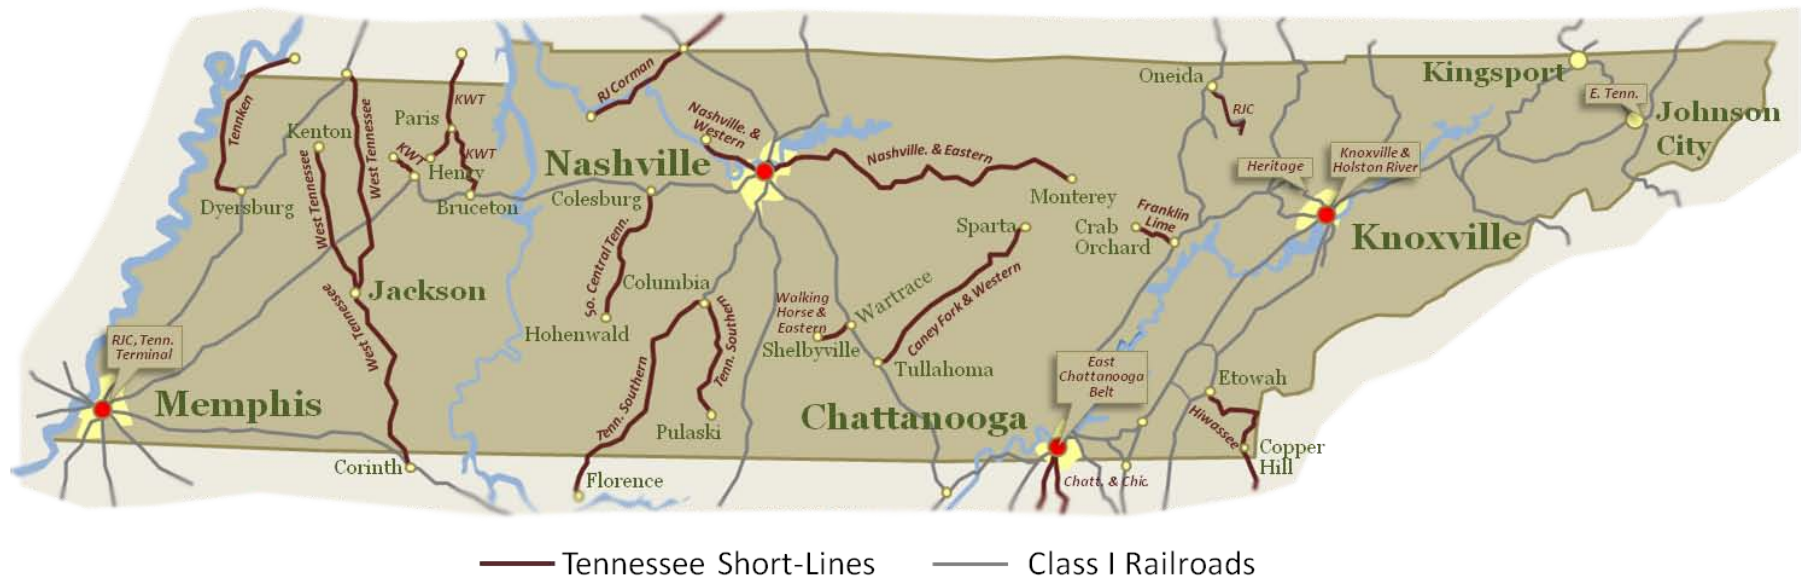 Oneida
Kingsport
E. Tenn.
Johnson
City
RJ Corman
RJC
Tennken
KWT
Paris
Kenton
West Tennessee
Nashville. &
Western
Nashville
Nashville. & Eastern
Monterey
KWT
KWT
Henry
Bruceton
Dyersburg
West Tennessee
Colesburg
Heritage
Knoxville &
Holston River
Knoxville
Franklin
Lime
Crab
Orchard
Sparta
So. Central Tenn.
Columbia
Hohenwald
Jackson
West Tennessee
Walking
Horse &
Eastern
Wartrace
Shelbyville
Caney Fork & Western
Tullahoma
Tenn. Southern
Tenn. Southern
Pulaski
RJC, Tenn.
Terminal
Memphis
Corinth
Florence
Chattanooga
East
Chattanooga
Belt
Etowah
Hiwassee
Copper
Hill
Chatt. & Chic.
Tennessee Short-Lines
Class I Railroads